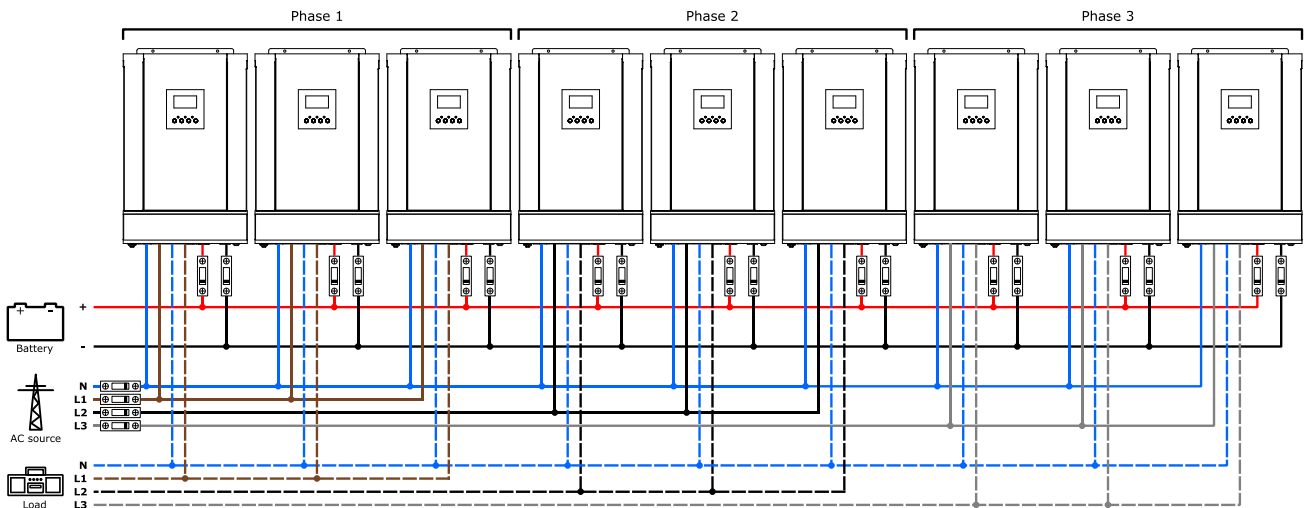 Phase 1 Phase 2 Phase 3
+
+ -
Battery
-
N
L1
L2
AC source
L3
N
L1
L2
Load
L3